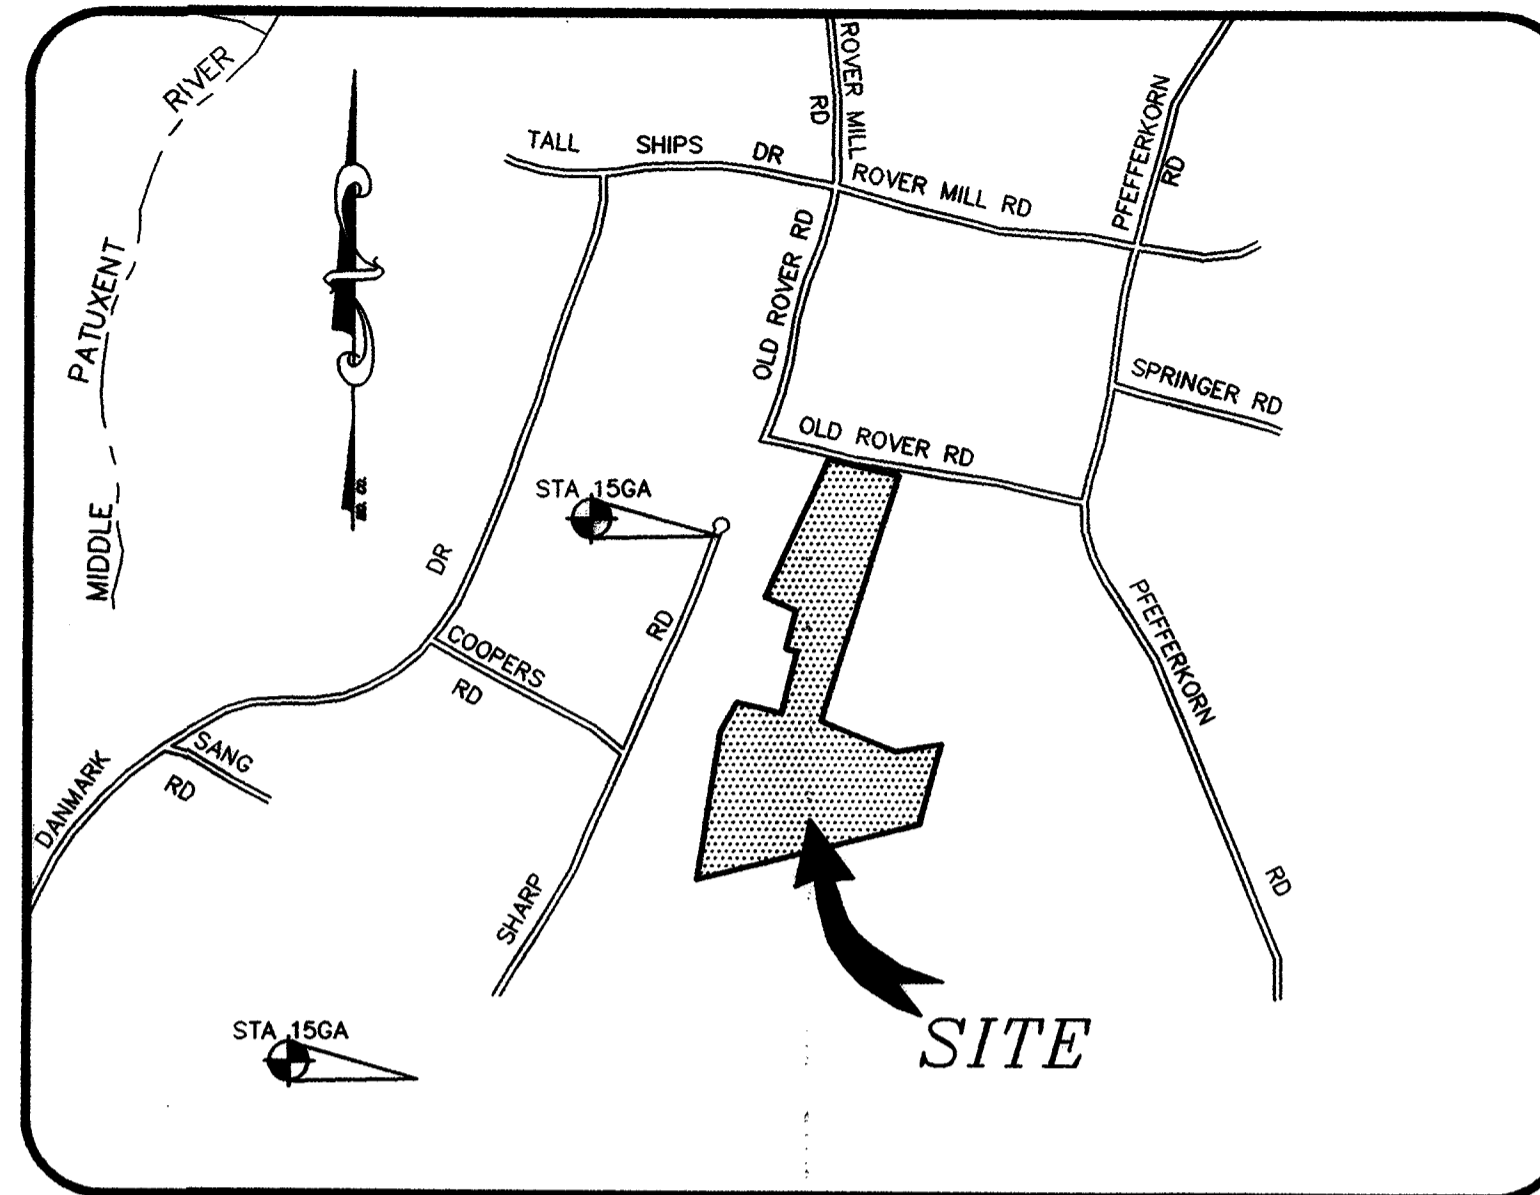 RIVER
PATUXENT
MIDDLE
TALL SHIPS DR
ROVER MILL
RD
ROVER MILL RD
PFEFFERKORN
RD
OLD ROVER RD
SPRINGER RD
OLD ROVER RD
STA 15GA
DR
COOPERS
RD
RD
PFEFFERKORN
RD
SANG
RD
DANMARK
SHARP
STA 15GA
SITE